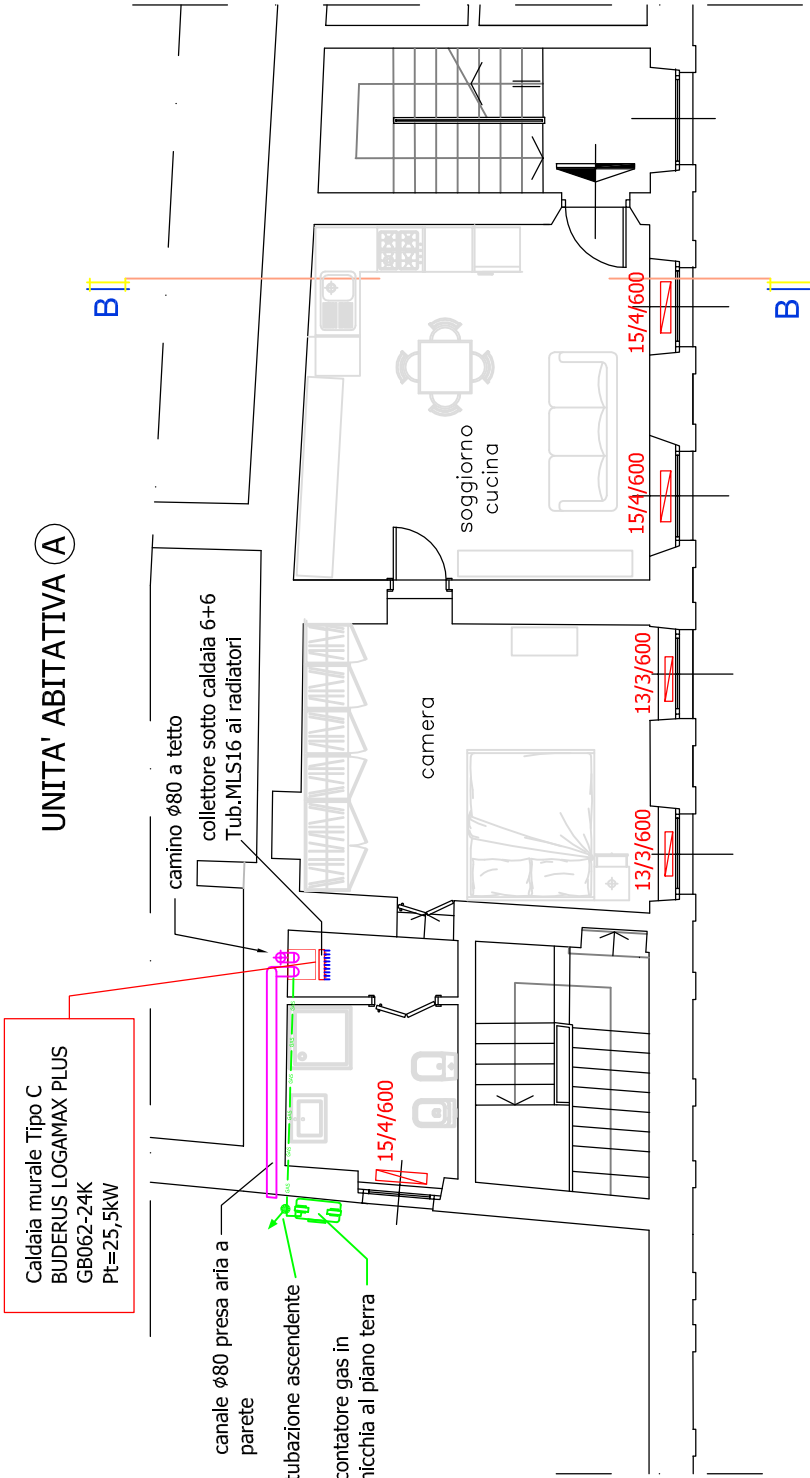 UNITA' ABITATIVA A
Caldaia murale Tipo C
BUDERUS LOGAMAX PLUS
GB062-24K
Pt=25,5kW
camino ϕ80 a tetto
collettore sotto caldaia 6+6
Tub.MLS16 ai radiatori
canale ϕ80 presa aria a
parete
tubazione ascendente
contatore gas in
nicchia al piano terra
B
B
soggiorno
cucina
camera
15/4/600
15/4/600
13/3/600
13/3/600
15/4/600